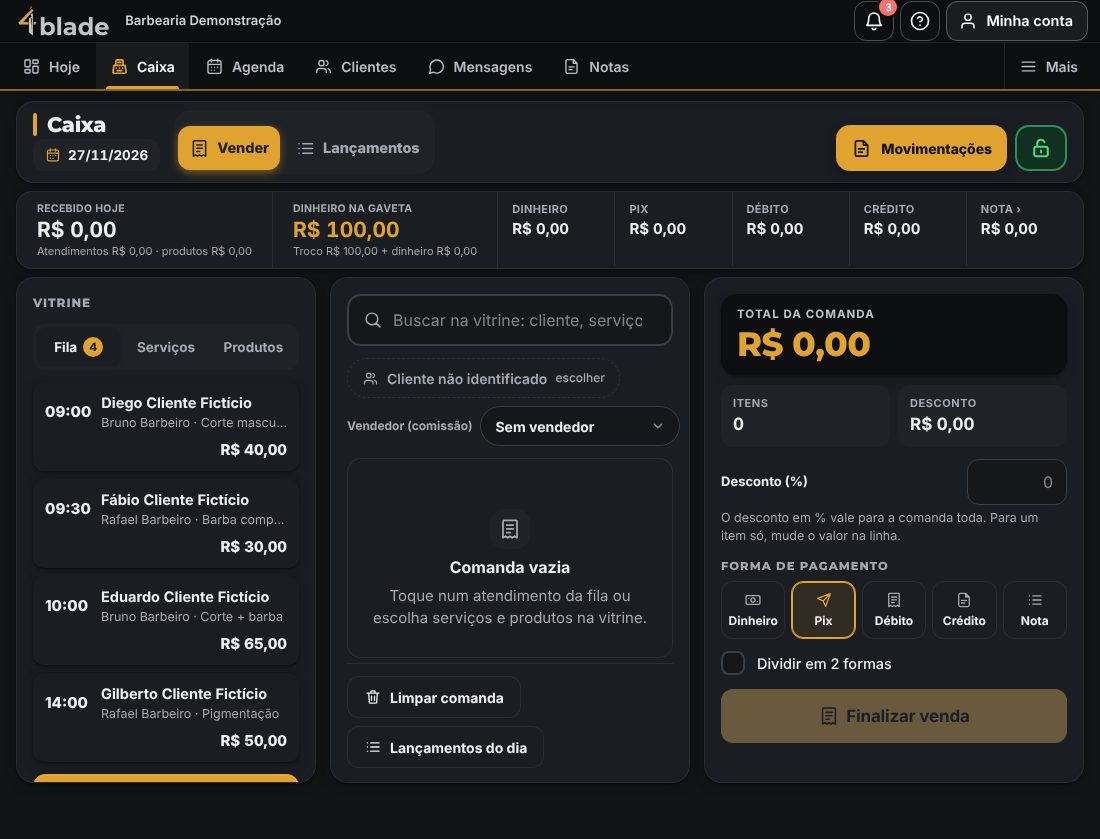 4blade
Barbearia Demonstração
3
Minha conta
Hoje
Caixa
Agenda
Clientes
Mensagens
Notas
Mais
Caixa
27/11/2026
Vender
Lançamentos
Movimentações
RECEBIDO HOJE
R$ 0,00
Atendimentos R$ 0,00 · produtos R$ 0,00
DINHEIRO NA GAVETA
R$ 100,00
Troco R$ 100,00 + dinheiro R$ 0,00
DINHEIRO
R$ 0,00
PIX
R$ 0,00
DÉBITO
R$ 0,00
CRÉDITO
R$ 0,00
NOTA ›
R$ 0,00
VITRINE
Fila 4
Serviços
Produtos
09:00
Diego Cliente Fictício
Bruno Barbeiro · Corte mascu...
R$ 40,00
09:30
Fábio Cliente Fictício
Rafael Barbeiro · Barba comp...
R$ 30,00
10:00
Eduardo Cliente Fictício
Bruno Barbeiro · Corte + barba
R$ 65,00
14:00
Gilberto Cliente Fictício
Rafael Barbeiro · Pigmentação
R$ 50,00
Buscar na vitrine: cliente, serviço
Cliente não identificado escolher
Vendedor (comissão)
Sem vendedor
Comanda vazia
Toque num atendimento da fila ou
escolha serviços e produtos na vitrine.
Limpar comanda
Lançamentos do dia
TOTAL DA COMANDA
R$ 0,00
ITENS
0
DESCONTO
R$ 0,00
Desconto (%)
0
O desconto em % vale para a comanda toda. Para um
item só, mude o valor na linha.
FORMA DE PAGAMENTO
Dinheiro
Pix
Débito
Crédito
Nota
Dividir em 2 formas
Finalizar venda